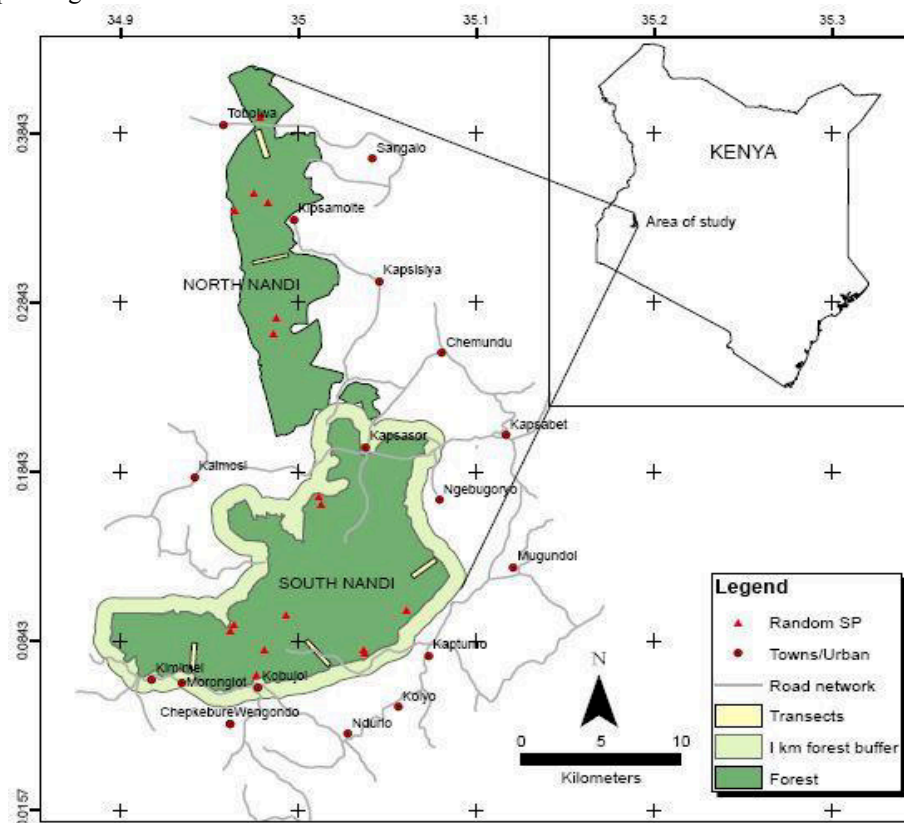 34.9
35
35.1
35.2
35.3
0.3843
0.2843
0.1843
0.0843
0.0157
Tobolwa
Sangalo
Kipsamoite
Kapsisiya
NORTH NANDI
Chemundu
Kapsabet
Kapsasor
Kaimosi
Ngebugoryo
Mugundoi
SOUTH NANDI
Kaptumo
Kiminei
Morongiot
Kobujoi
Koiyo
ChepkebureWengondo
Ndurio
KENYA
Area of study
N
0 5 10
Kilometers
Legend
Random SP
Towns/Urban
Road network
Transects
I km forest buffer
Forest